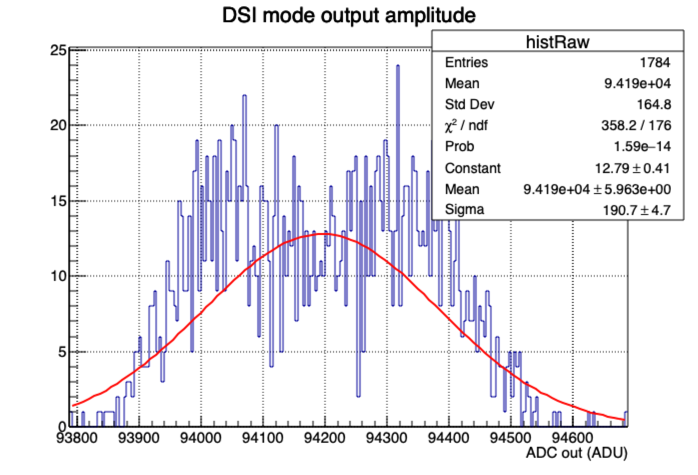 DSI mode output amplitude
histRaw
Entries 1784
Mean 9.419e+04
Std Dev 164.8
χ² / ndf 358.2 / 176
Prob 1.59e−14
Constant 12.79 ± 0.41
Mean 9.419e+04 ± 5.963e+00
Sigma 190.7 ± 4.7
25
20
15
10
5
0
93800 93900 94000 94100 94200 94300 94400 94500 94600
ADC out (ADU)